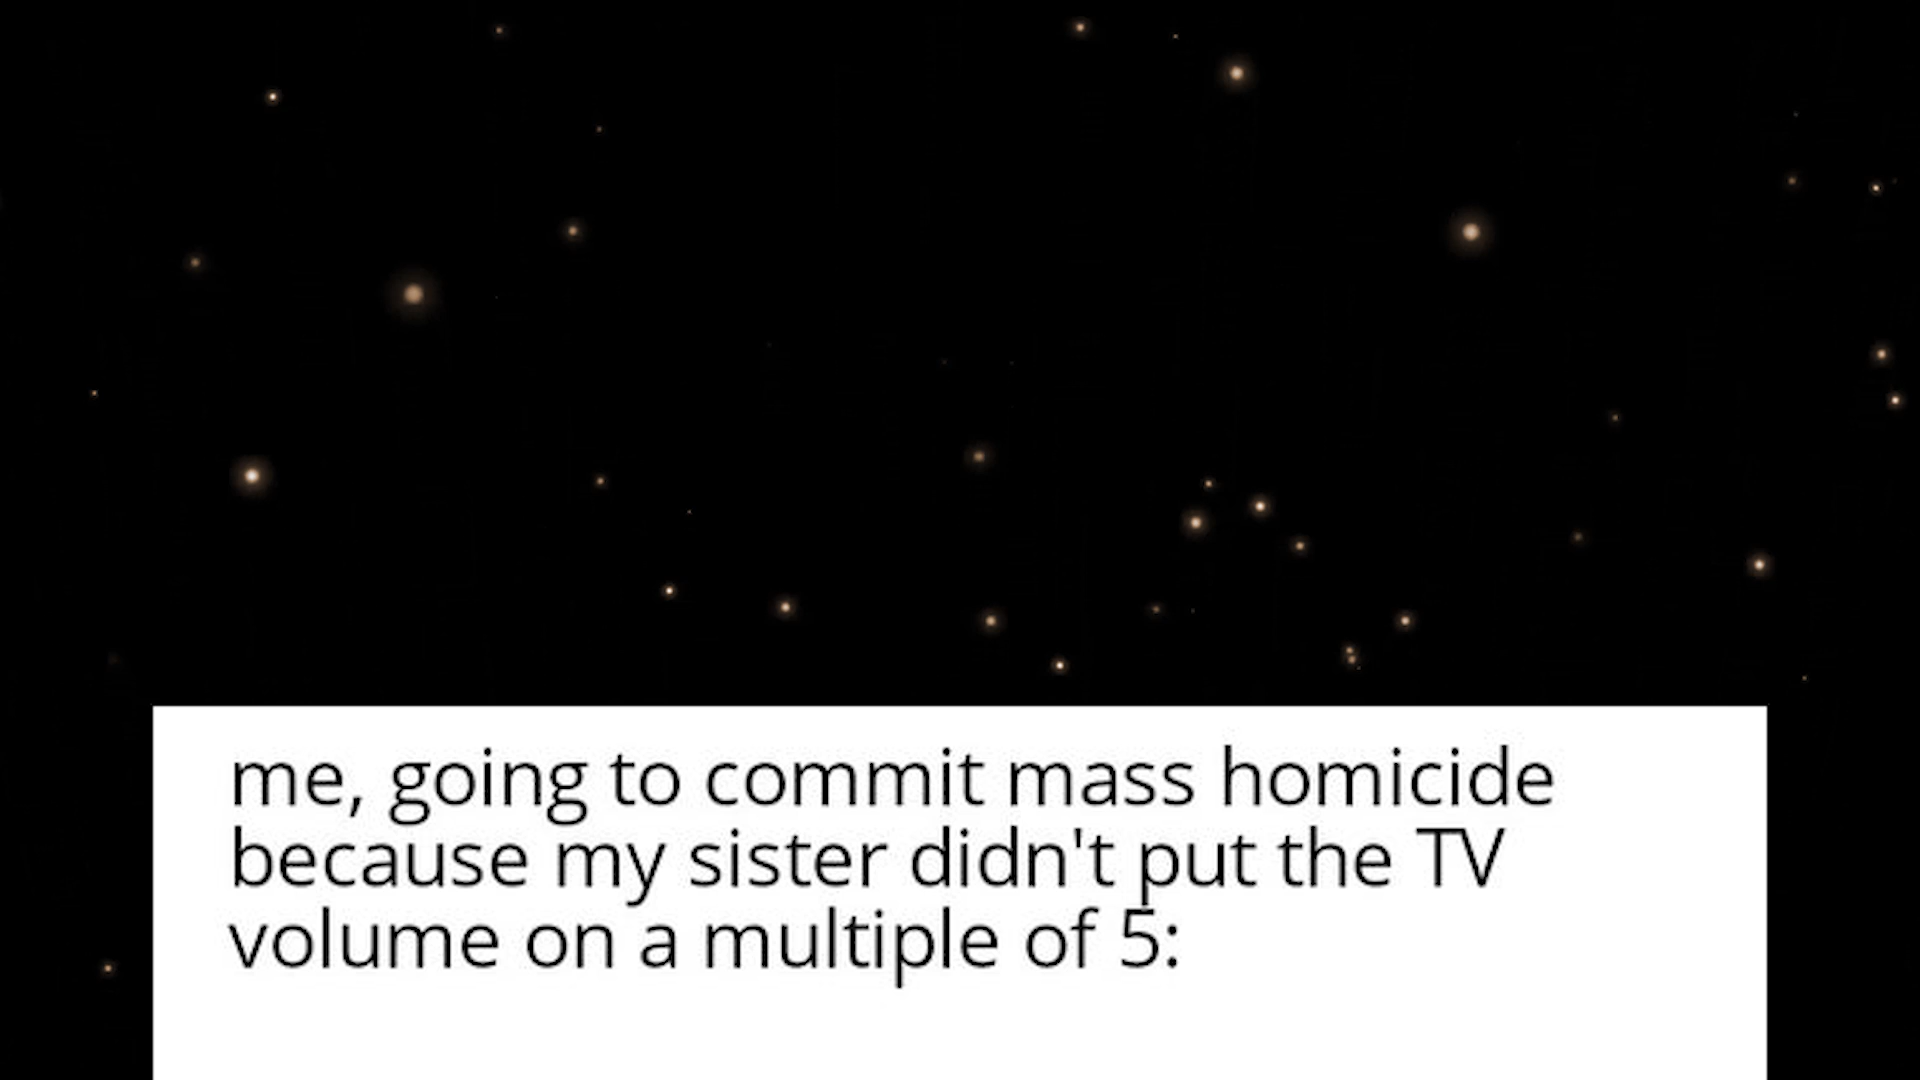 me, going to commit mass homicide
because my sister didn't put the TV
volume on a multiple of 5: